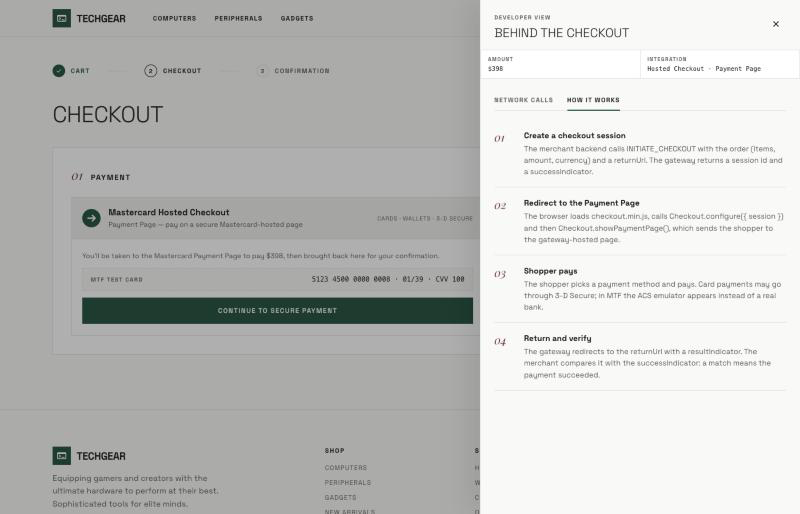 TECHGEAR
COMPUTERS PERIPHERALS GADGETS
CART 2 CHECKOUT 3 CONFIRMATION
CHECKOUT
01 PAYMENT
Mastercard Hosted Checkout
Payment Page — pay on a secure Mastercard-hosted page
CARDS · WALLETS · 3-D SECURE
You'll be taken to the Mastercard Payment Page to pay $398, then brought back here for your confirmation.
MTF TEST CARD 5123 4500 0000 0008 · 01/39 · CVV 100
CONTINUE TO SECURE PAYMENT
TECHGEAR
Equipping gamers and creators with the
ultimate hardware to perform at their best.
Sophisticated tools for elite minds.
SHOP
COMPUTERS
PERIPHERALS
GADGETS
NEW ARRIVALS
DEVELOPER VIEW
BEHIND THE CHECKOUT
AMOUNT
$398
INTEGRATION
Hosted Checkout · Payment Page
NETWORK CALLS HOW IT WORKS
01 Create a checkout session
The merchant backend calls INITIATE_CHECKOUT with the order (items,
amount, currency) and a returnUrl. The gateway returns a session id and
a successIndicator.
02 Redirect to the Payment Page
The browser loads checkout.min.js, calls Checkout.configure({ session })
and then Checkout.showPaymentPage(), which sends the shopper to
the gateway-hosted page.
03 Shopper pays
The shopper picks a payment method and pays. Card payments may go
through 3-D Secure; in MTF the ACS emulator appears instead of a real
bank.
04 Return and verify
The gateway redirects to the returnUrl with a resultIndicator. The
merchant compares it with the successIndicator: a match means the
payment succeeded.